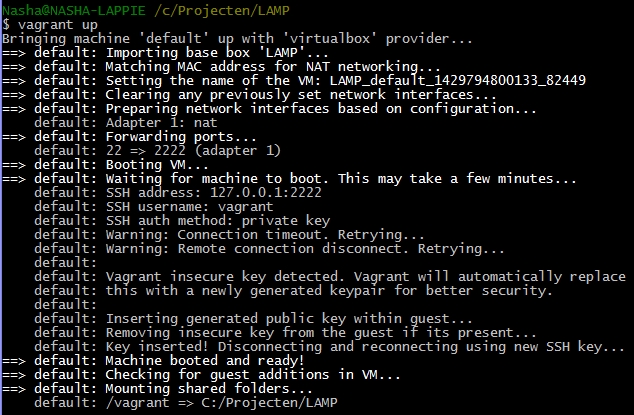 Nasha@NASHA-LAPPIE /c/Projecten/LAMP
$ vagrant up
Bringing machine 'default' up with 'virtualbox' provider...
==> default: Importing base box 'LAMP'...
==> default: Matching MAC address for NAT networking...
==> default: Setting the name of the VM: LAMP_default_1429794800133_82449
==> default: Clearing any previously set network interfaces...
==> default: Preparing network interfaces based on configuration...
    default: Adapter 1: nat
==> default: Forwarding ports...
    default: 22 => 2222 (adapter 1)
==> default: Booting VM...
==> default: Waiting for machine to boot. This may take a few minutes...
    default: SSH address: 127.0.0.1:2222
    default: SSH username: vagrant
    default: SSH auth method: private key
    default: Warning: Connection timeout. Retrying...
    default: Warning: Remote connection disconnect. Retrying...
    default:
    default: Vagrant insecure key detected. Vagrant will automatically replace
    default: this with a newly generated keypair for better security.
    default:
    default: Inserting generated public key within guest...
    default: Removing insecure key from the guest if its present...
    default: Key inserted! Disconnecting and reconnecting using new SSH key...
==> default: Machine booted and ready!
==> default: Checking for guest additions in VM...
==> default: Mounting shared folders...
    default: /vagrant => C:/Projecten/LAMP